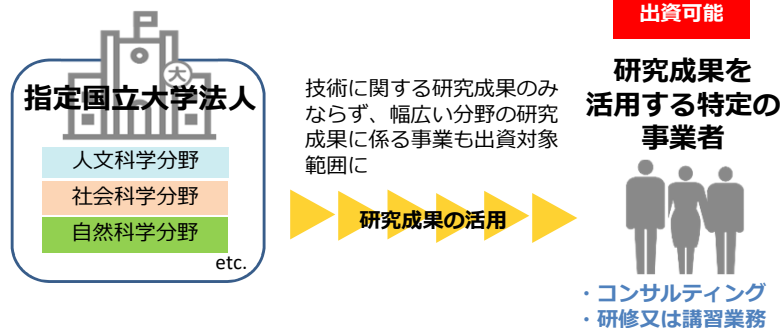 大
指定国立大学法人
人文科学分野
社会科学分野
自然科学分野
etc.
技術に関する研究成果のみ
ならず、幅広い分野の研究
成果に係る事業も出資対象
範囲に
研究成果の活用
出資可能
研究成果を
活用する特定の
事業者
・コンサルティング
・研修又は講習業務